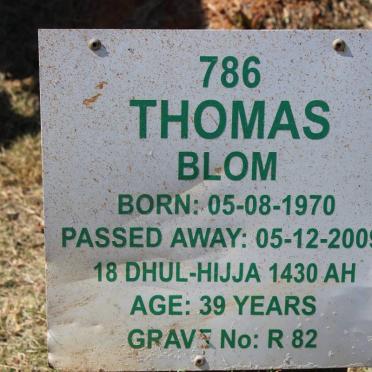 786
THOMAS
BLOM
BORN: 05-08-1970
PASSED AWAY: 05-12-2009
18 DHUL-HIJJA 1430 AH
AGE: 39 YEARS
GRAVE No: R 82